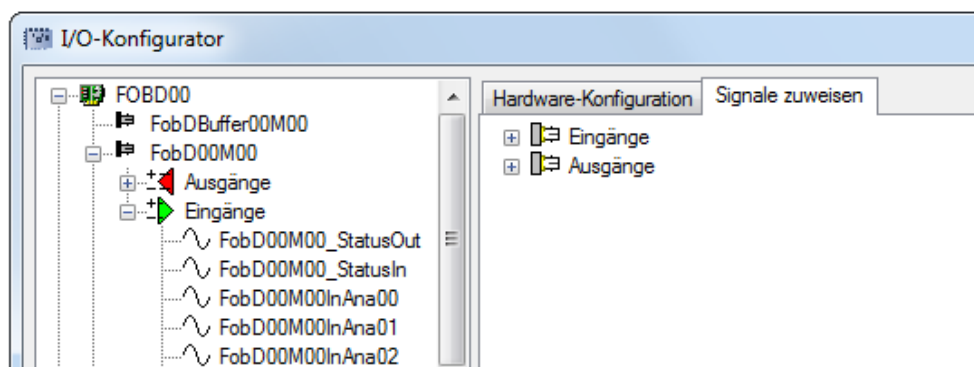 I/O-Konfigurator
FOBD00
FobDBuffer00M00
FobD00M00
Ausgänge
Eingänge
FobD00M00_StatusOut
FobD00M00_StatusIn
FobD00M00InAna00
FobD00M00InAna01
FobD00M00InAna02
Hardware-Konfiguration
Signale zuweisen
Eingänge
Ausgänge